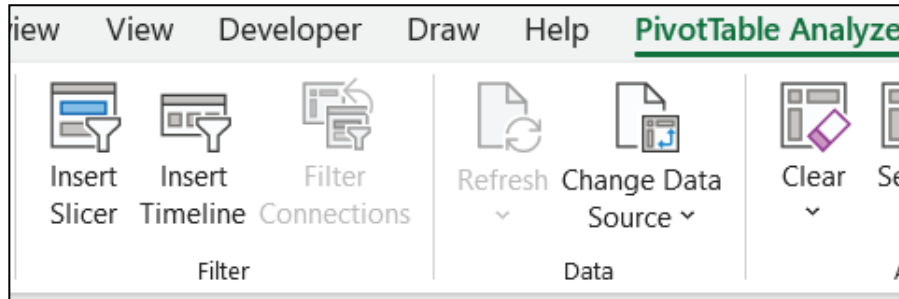 View Developer Draw Help PivotTable Analyze
Insert Insert Filter Refresh Change Data Clear
Slicer Timeline Connections Source
Filter Data